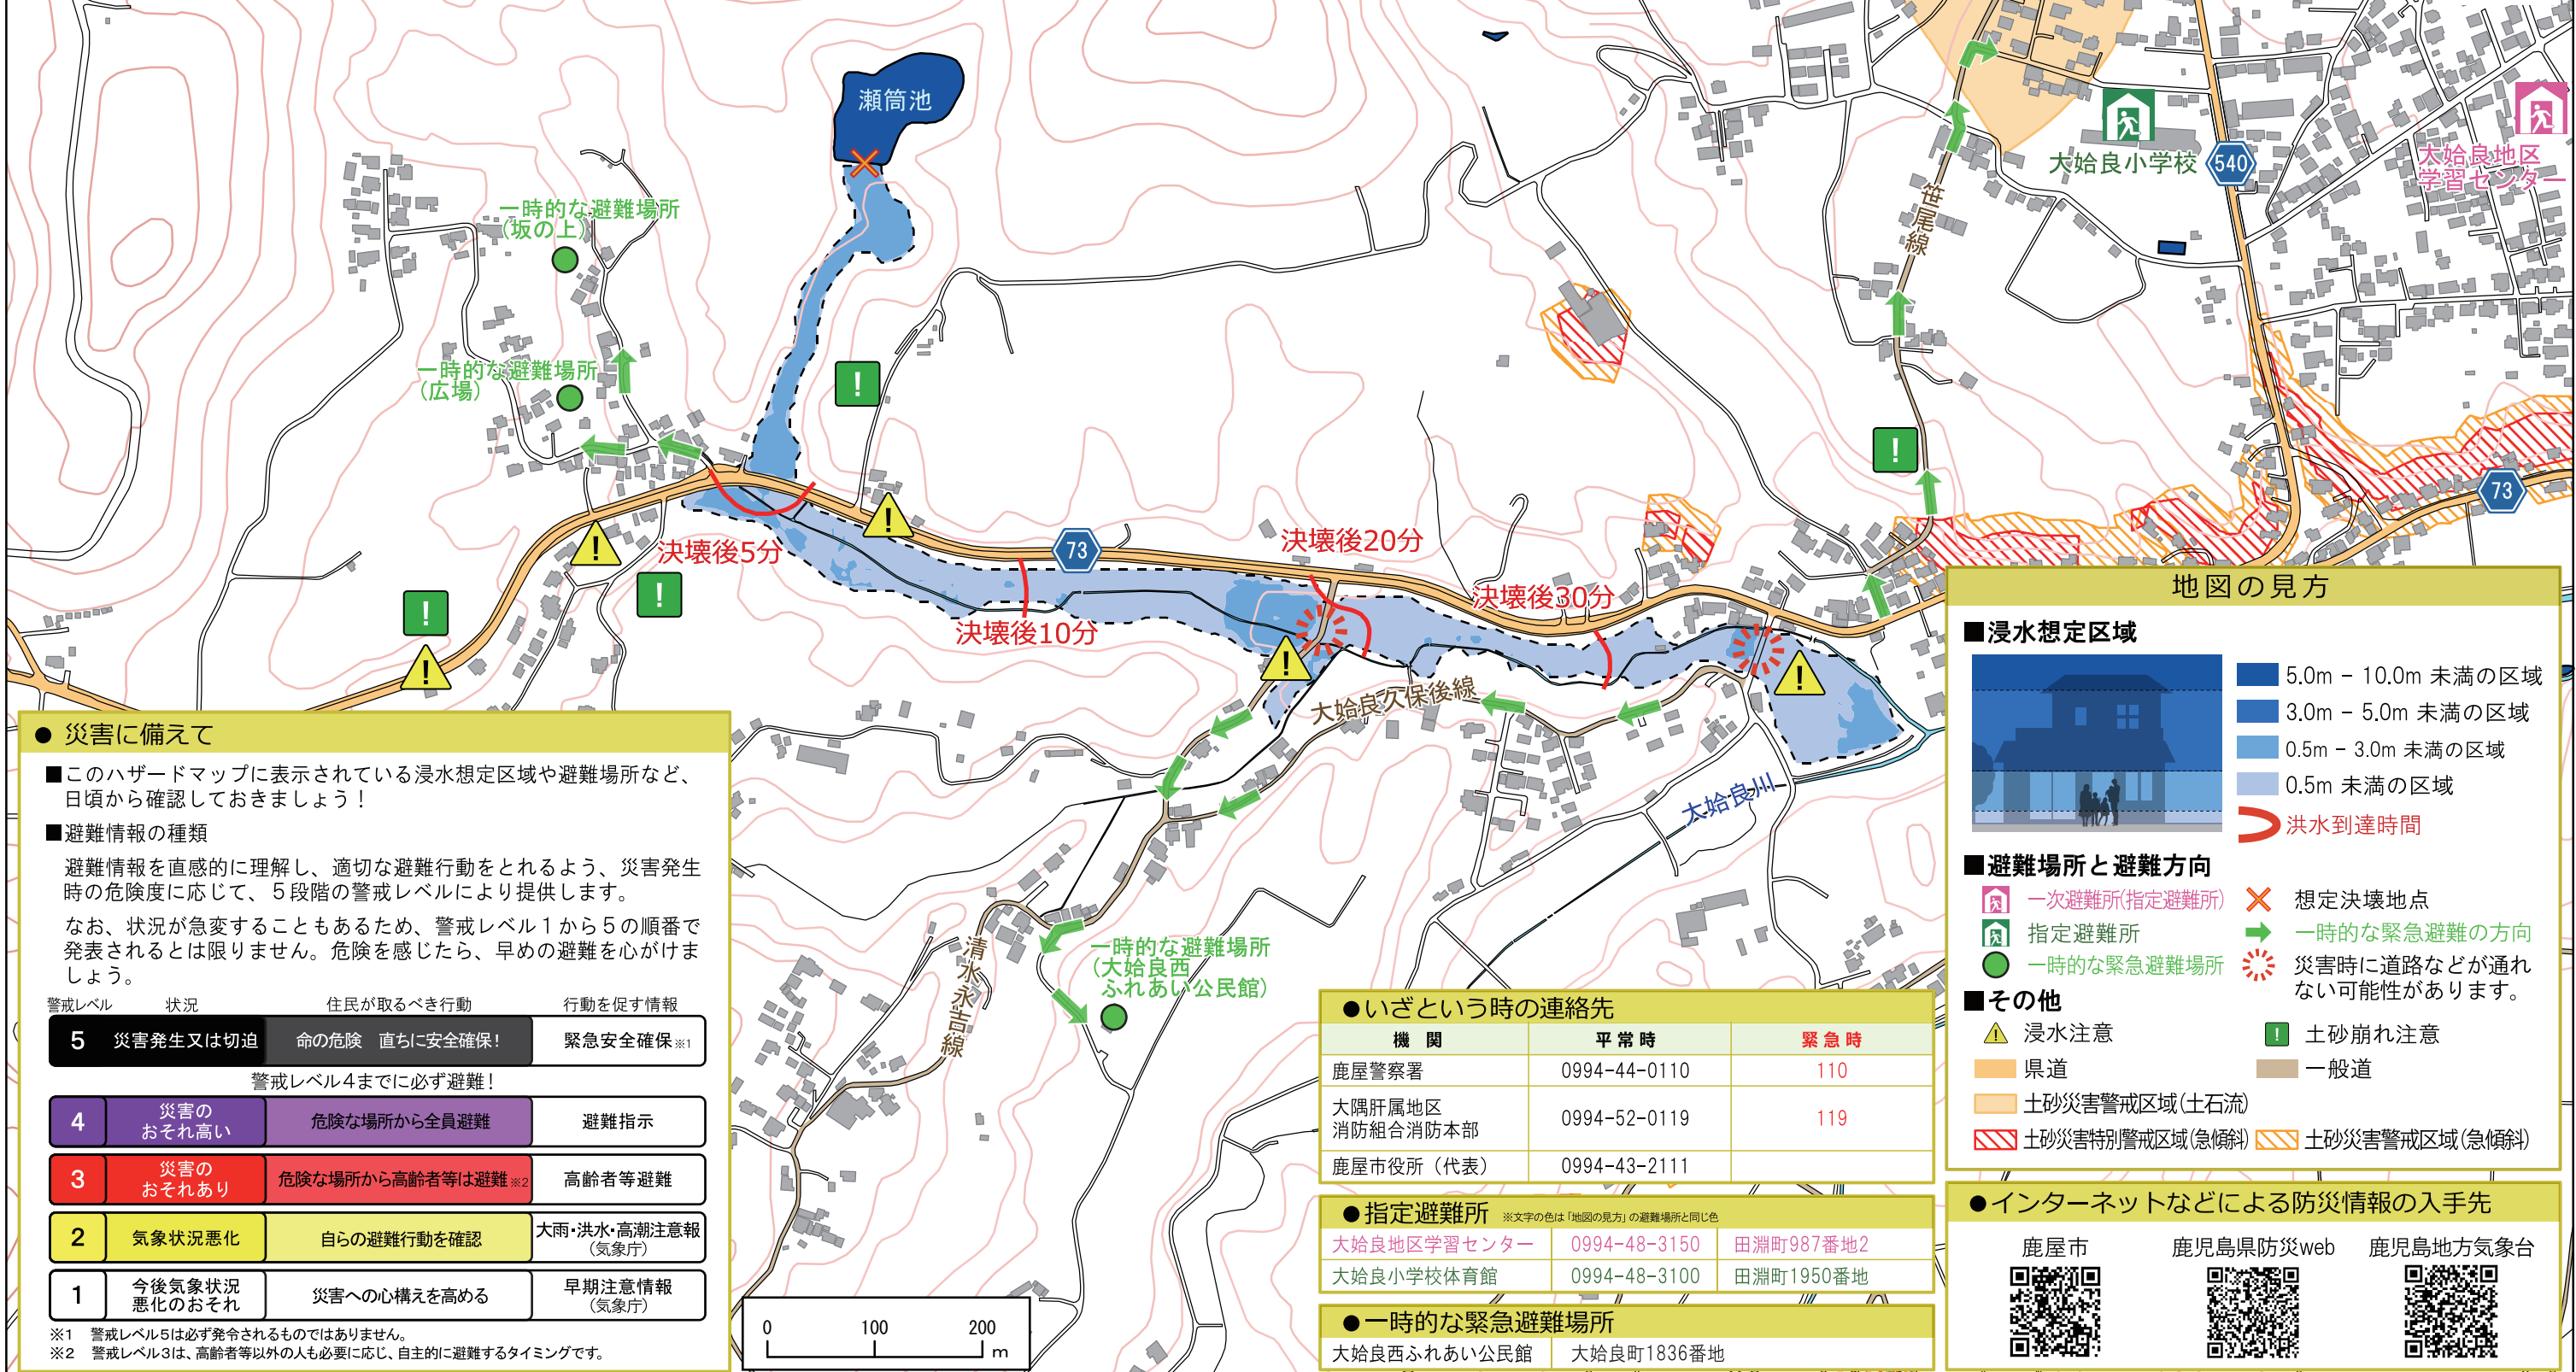 瀬筒池
一時的な避難場所
（坂の上）
一時的な避難場所
（広場）
笹尾線
大姶良小学校
540
大姶良地区
学習センター
73
73
決壊後5分
決壊後10分
決壊後20分
決壊後30分
大姶良久保後線
大姶良川
清水永吉線
一時的な避難場所
（大姶良西
ふれあい公民館）
● 災害に備えて
■このハザードマップに表示されている浸水想定区域や避難場所など、
日頃から確認しておきましょう！
■避難情報の種類
避難情報を直感的に理解し、適切な避難行動をとれるよう、災害発生
時の危険度に応じて、５段階の警戒レベルにより提供します。
なお、状況が急変することもあるため、警戒レベル１から５の順番で
発表されるとは限りません。危険を感じたら、早めの避難を心がけま
しょう。
警戒レベル 状況 住民が取るべき行動 行動を促す情報
5 災害発生又は切迫 命の危険 直ちに安全確保！ 緊急安全確保※1
警戒レベル４までに必ず避難！
4 災害のおそれ高い 危険な場所から全員避難 避難指示
3 災害のおそれあり 危険な場所から高齢者等は避難※2 高齢者等避難
2 気象状況悪化 自らの避難行動を確認 大雨・洪水・高潮注意報（気象庁）
1 今後気象状況悪化のおそれ 災害への心構えを高める 早期注意情報（気象庁）
※1 警戒レベル５は必ず発令されるものではありません。
※2 警戒レベル３は、高齢者等以外の人も必要に応じ、自主的に避難するタイミングです。
0 100 200 m
●いざという時の連絡先
機 関 平常時 緊急時
鹿屋警察署 0994-44-0110 110
大隅肝属地区
消防組合消防本部 0994-52-0119 119
鹿屋市役所（代表） 0994-43-2111
●指定避難所 ※文字の色は「地図の見方」の避難場所と同じ色
大姶良地区学習センター 0994-48-3150 田淵町987番地2
大姶良小学校体育館 0994-48-3100 田淵町1950番地
●一時的な緊急避難場所
大姶良西ふれあい公民館 大姶良町1836番地
地図の見方
■浸水想定区域
5.0m − 10.0m 未満の区域
3.0m − 5.0m 未満の区域
0.5m − 3.0m 未満の区域
0.5m 未満の区域
洪水到達時間
■避難場所と避難方向
一次避難所(指定避難所) 想定決壊地点
指定避難所 一時的な緊急避難の方向
一時的な緊急避難場所 災害時に道路などが通れ
ない可能性があります。
■その他
浸水注意 土砂崩れ注意
県道 一般道
土砂災害警戒区域（土石流）
土砂災害特別警戒区域（急傾斜） 土砂災害警戒区域（急傾斜）
●インターネットなどによる防災情報の入手先
鹿屋市 鹿児島県防災web 鹿児島地方気象台